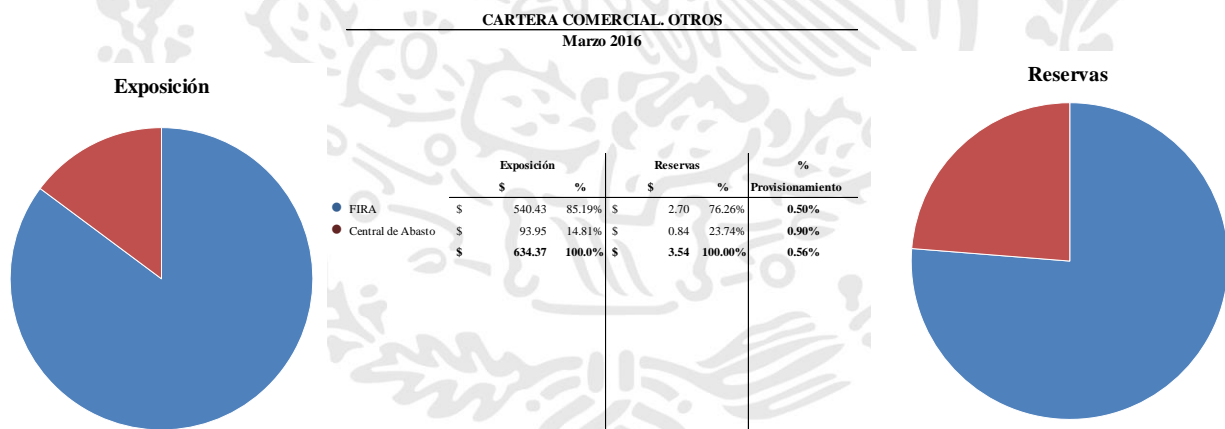 CARTERA COMERCIAL. OTROS
Marzo 2016
Exposición
Reservas
Exposición Reservas %
$ % $ % Provisionamiento
FIRA $ 540.43 85.19% $ 2.70 76.26% 0.50%
Central de Abasto $ 93.95 14.81% $ 0.84 23.74% 0.90%
$ 634.37 100.0% $ 3.54 100.00% 0.56%